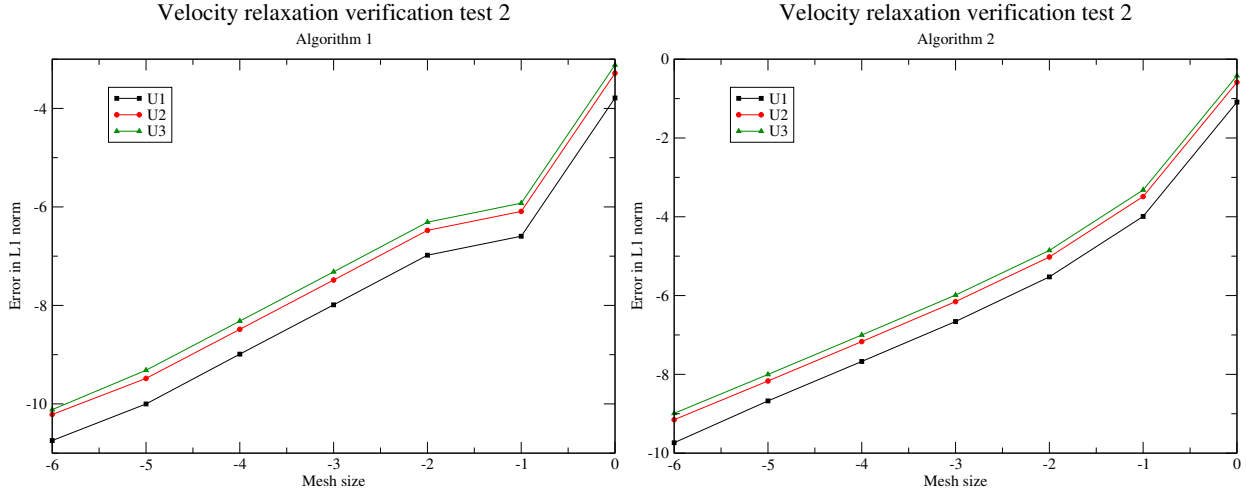 Velocity relaxation verification test 2
Algorithm 1
U1
U2
U3
Error in L1 norm
-4
-6
-8
-10
-6 -5 -4 -3 -2 -1 0
Mesh size
Velocity relaxation verification test 2
Algorithm 2
U1
U2
U3
Error in L1 norm
0
-2
-4
-6
-8
-10
-6 -5 -4 -3 -2 -1 0
Mesh size